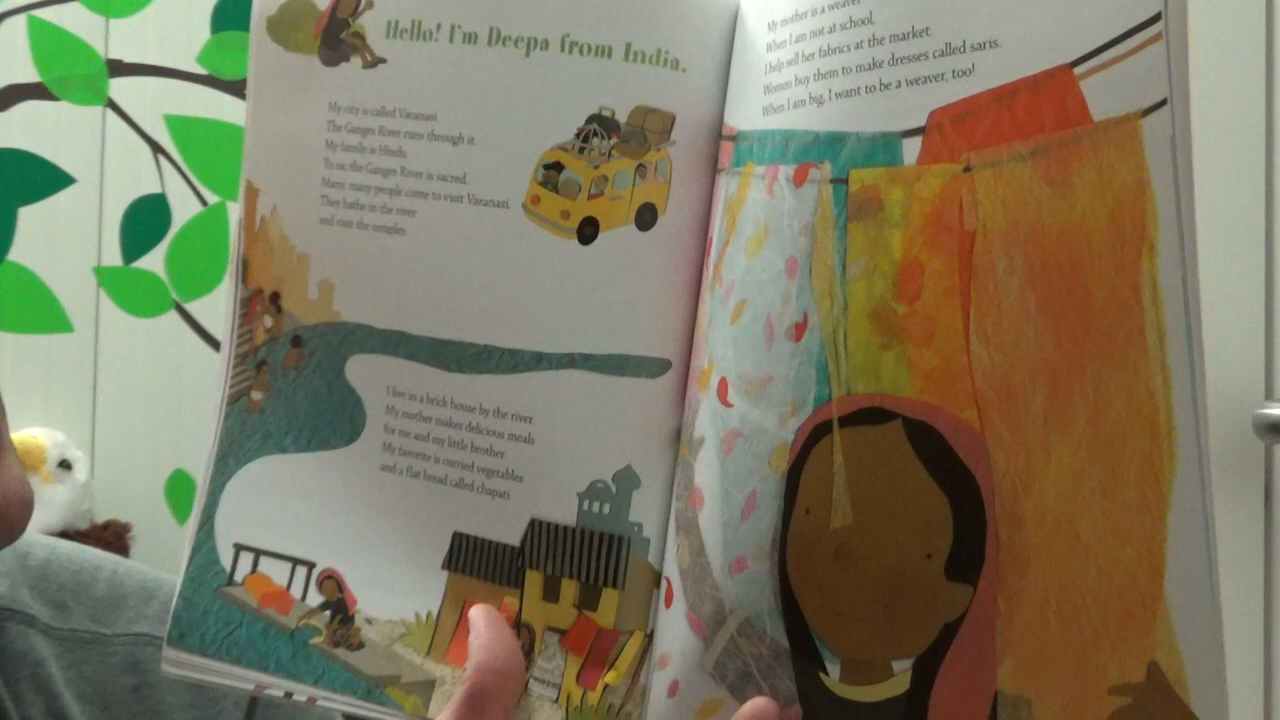 Hello! I'm Deepa from India.
My city is called Varanasi.
The Ganges River runs through it.
My family is Hindu.
To us, the Ganges River is sacred.
Many, many people come to visit Varanasi.
They bathe in the river
and visit the temples.
I live in a brick house by the river.
My mother makes delicious meals
for me and my little brother.
My favorite is curried vegetables
and a flat bread called chapati.
My mother is a weaver.
When I am not at school,
I help sell her fabrics at the market.
Women buy them to make dresses called saris.
When I am big, I want to be a weaver, too!